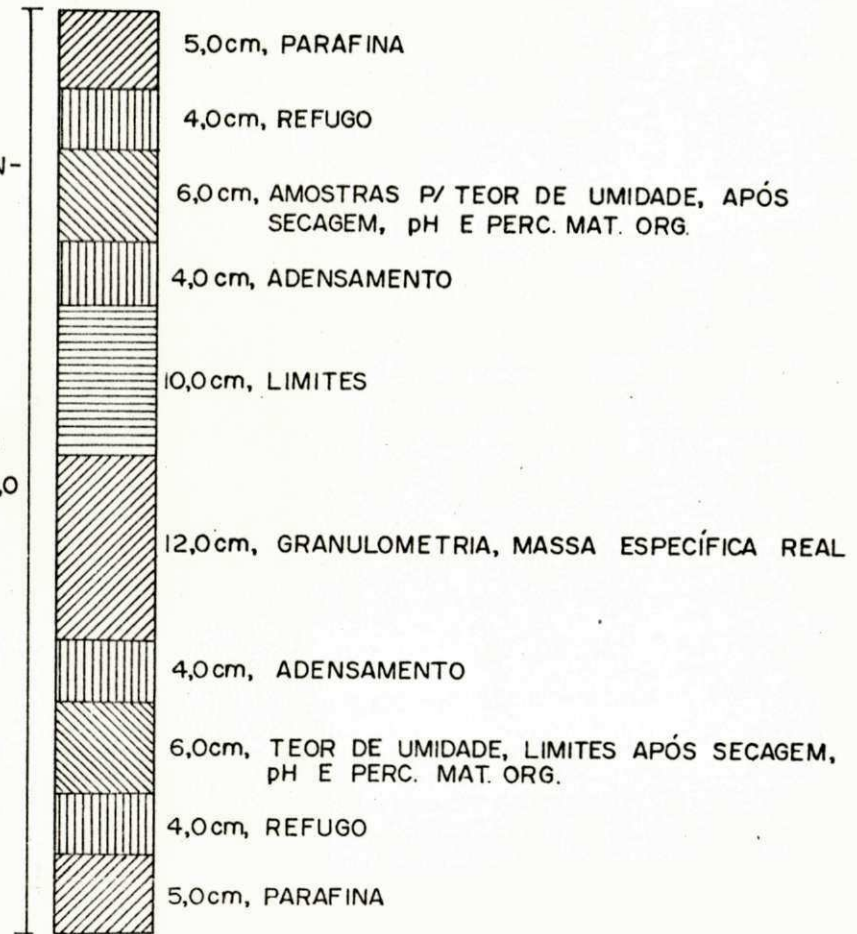 5,0cm, PARAFINA
4,0cm, REFUGO
N-
6,0cm, AMOSTRAS P/ TEOR DE UMIDADE, APÓS
SECAGEM, pH E PERC. MAT. ORG.
4,0cm, ADENSAMENTO
10,0cm, LIMITES
,0
12,0cm, GRANULOMETRIA, MASSA ESPECÍFICA REAL
4,0cm, ADENSAMENTO
6,0cm, TEOR DE UMIDADE, LIMITES APÓS SECAGEM,
pH E PERC. MAT. ORG.
4,0cm, REFUGO
5,0cm, PARAFINA